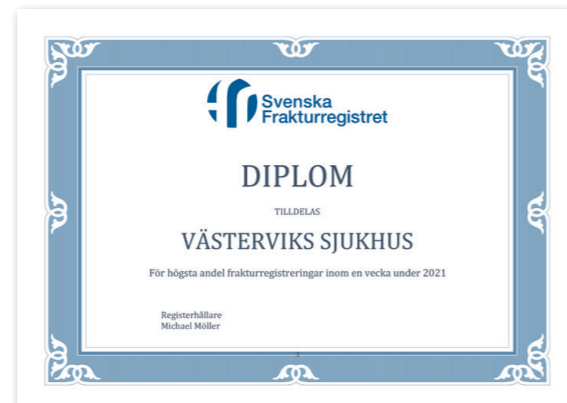 Svenska
Frakturregistret
DIPLOM
TILLDELAS
VÄSTERVIKS SJUKHUS
För högsta andel frakturregistreringar inom en vecka under 2021
Registerhållare
Michael Möller